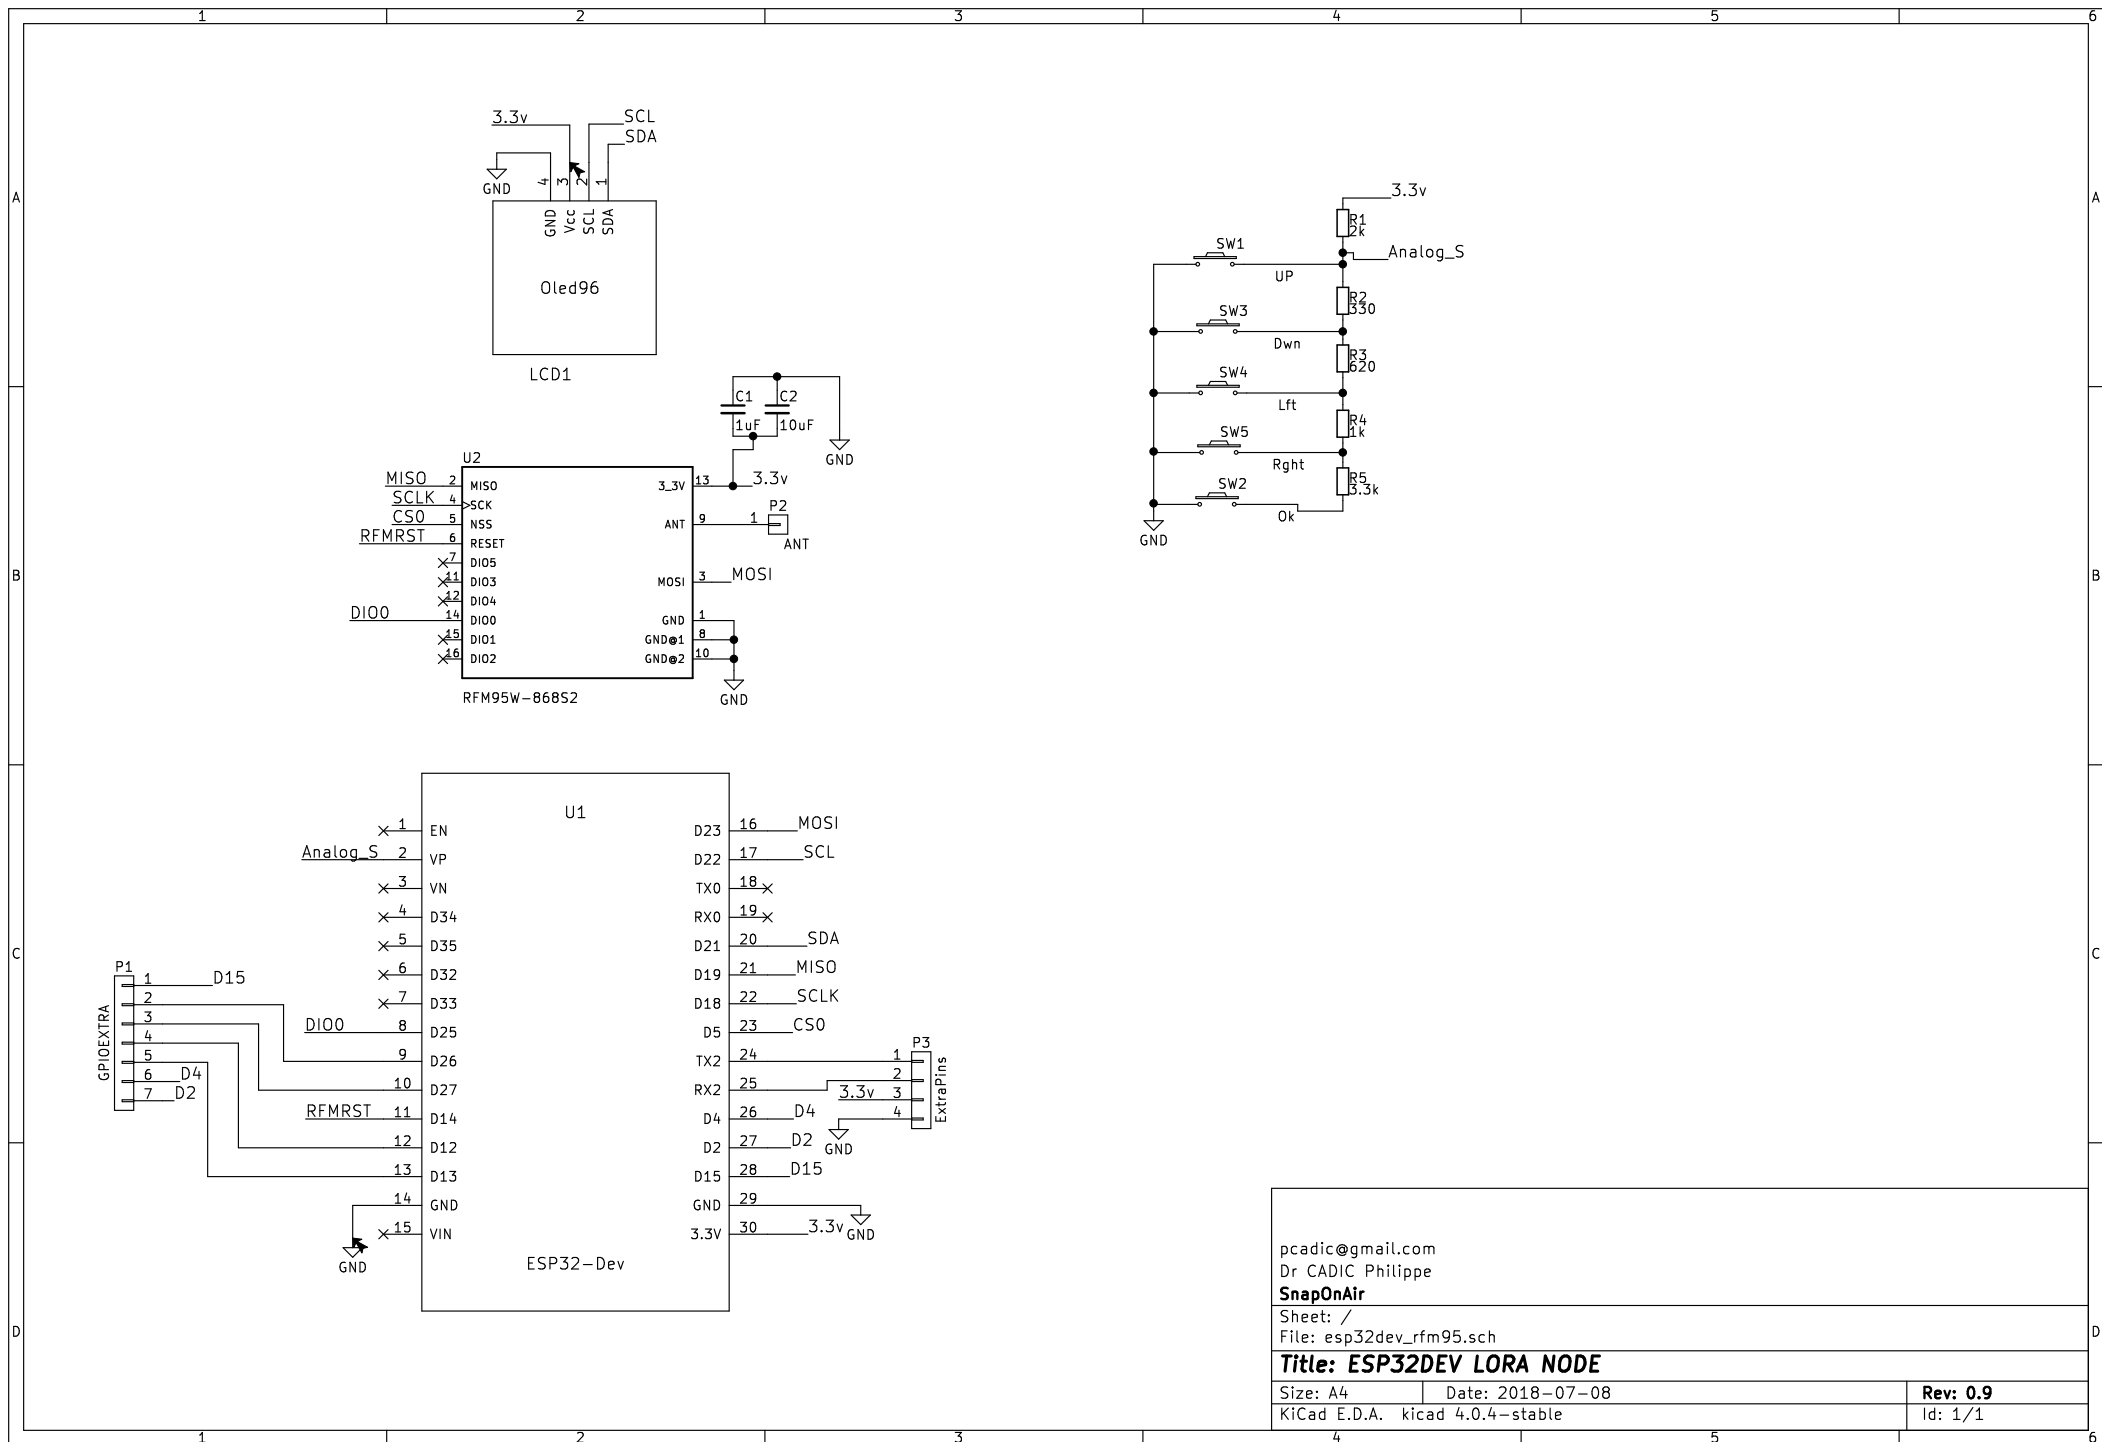 1 2 3 4 5 6
A
B
C
D
A
B
C
D
1 2 3 4 5 6
3.3v
SCL
SDA
GND
4 3 2 1
GND Vcc SCL SDA
Oled96
LCD1
C1 C2
1uF 10uF
GND
U2
MISO 2 MISO
SCLK 4 SCK
CS0 5 NSS
RFMRST 6 RESET
7 DIO5
11 DIO3
12 DIO4
DIO0 14 DIO0
15 DIO1
16 DIO2
3_3V 13 3.3v
P2
ANT 9 1
ANT
MOSI 3 MOSI
GND 1
GND@1 8
GND@2 10
GND
RFM95W-868S2
3.3v
R1
2k
Analog_S
SW1
UP
R2
330
SW3
Dwn
R3
620
SW4
Lft
R4
1k
SW5
Rght
R5
3.3k
SW2
Ok
GND
U1
1 EN
Analog_S 2 VP
3 VN
4 D34
5 D35
6 D32
7 D33
DIO0 8 D25
9 D26
10 D27
RFMRST 11 D14
12 D12
13 D13
14 GND
15 VIN
GND
D23 16 MOSI
D22 17 SCL
TX0 18
RX0 19
D21 20 SDA
D19 21 MISO
D18 22 SCLK
D5 23 CS0
TX2 24
RX2 25
D4 26 D4
D2 27 D2
D15 28 D15
GND 29
3.3V 30 3.3v
GND
ESP32-Dev
P1
GPIOEXTRA
1 D15
2
3
4
5
6 D4
7 D2
P3
1
2
3.3v 3
4
GND
ExtraPins
pcadic@gmail.com
Dr CADIC Philippe
SnapOnAir
Sheet: /
File: esp32dev_rfm95.sch
Title: ESP32DEV LORA NODE
Size: A4 Date: 2018-07-08 Rev: 0.9
KiCad E.D.A. kicad 4.0.4-stable Id: 1/1